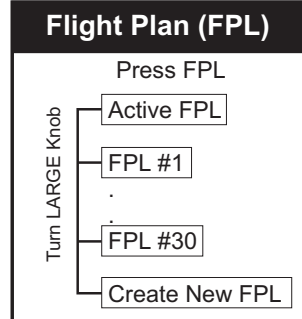 Flight Plan (FPL)
Press FPL
Turn LARGE Knob
Active FPL
FPL #1
.
.
FPL #30
Create New FPL